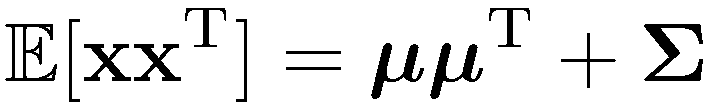 𝔼[𝐱𝐱ᵀ] = 𝝁𝝁ᵀ + 𝚺